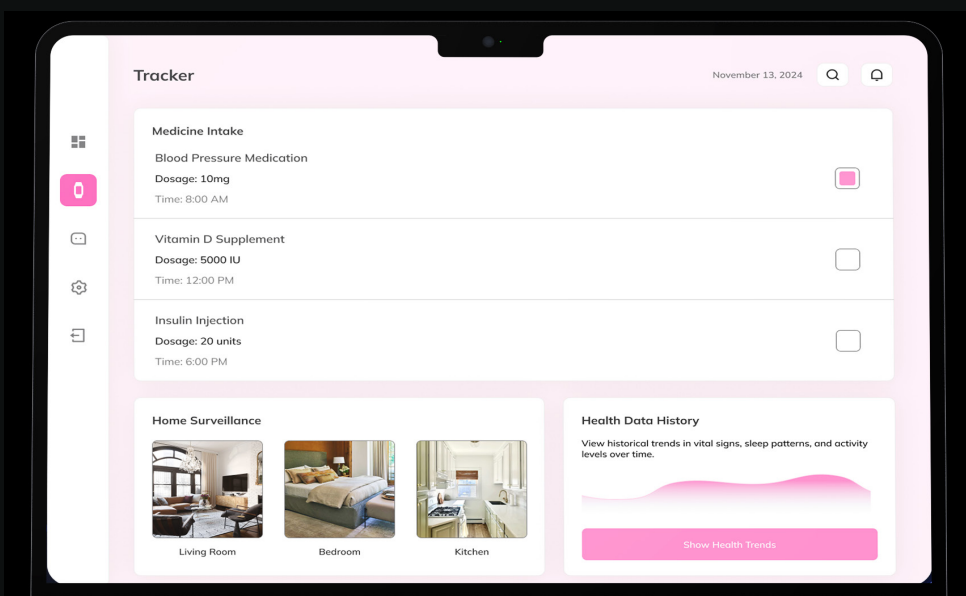 Tracker
November 13, 2024
Medicine Intake
Blood Pressure Medication
Dosage: 10mg
Time: 8:00 AM
Vitamin D Supplement
Dosage: 5000 IU
Time: 12:00 PM
Insulin Injection
Dosage: 20 units
Time: 6:00 PM
Home Surveillance
Living Room
Bedroom
Kitchen
Health Data History
View historical trends in vital signs, sleep patterns, and activity
levels over time.
Show Health Trends